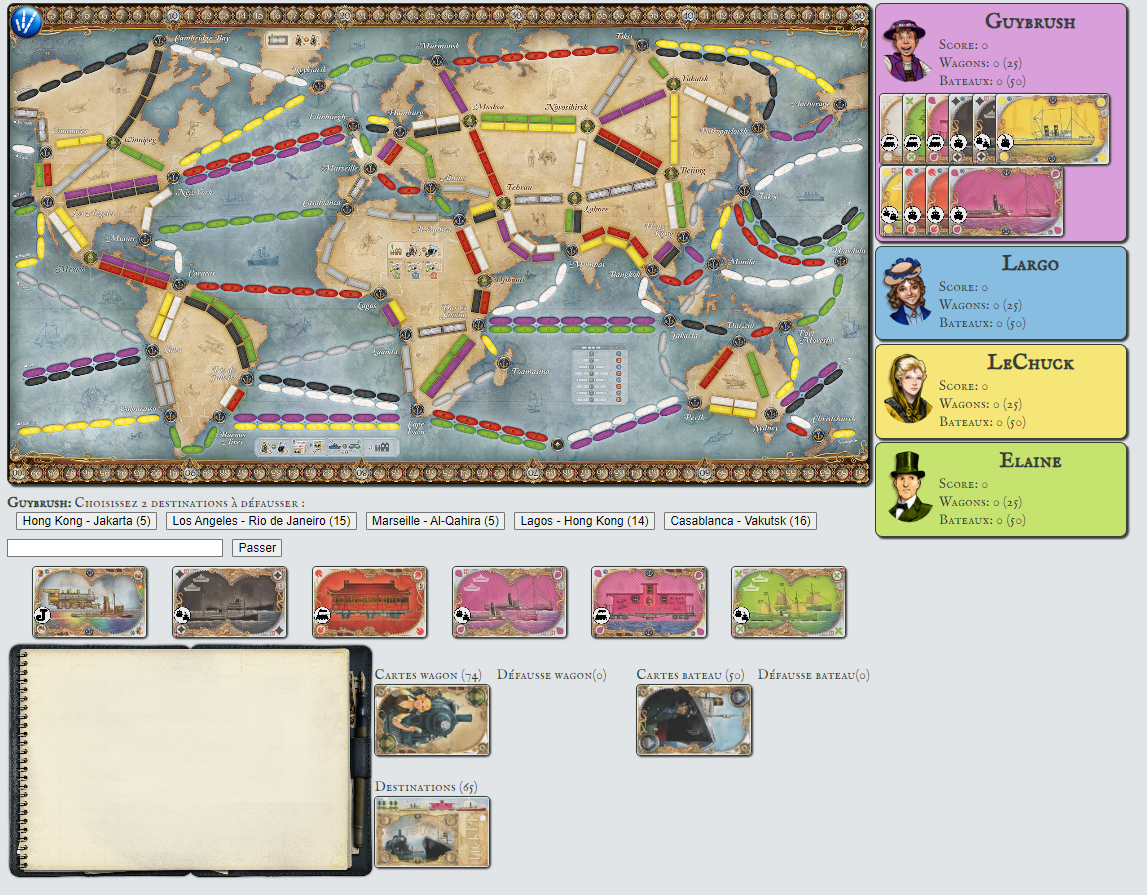 Cambridge Bay
Murmansk
Tiksi
Reykjavik
Yakutsk
Anchorage
Moskva
Novosibirsk
Edinburgh
Hamburg
Petropavlovsk
Vancouver
Winnipeg
Marseille
Beijing
New York
Athina
Tehran
Tokyo
Los Angeles
Casablanca
Lahore
Al-Qahira
Hong Kong
Miami
Honolulu
Mexico
Caracas
Mumbai
Bangkok
Manila
Lagos
Djibouti
Dar Es Salaam
Darwin
Port Moresby
Lima
Luanda
Jakarta
Rio de Janeiro
Toamasina
Valparaiso
Cape Town
Perth
Sydney
Christchurch
Buenos Aires
Guybrush
Score: 0
Wagons: 0 (25)
Bateaux: 0 (50)
Largo
Score: 0
Wagons: 0 (25)
Bateaux: 0 (50)
LeChuck
Score: 0
Wagons: 0 (25)
Bateaux: 0 (50)
Elaine
Score: 0
Wagons: 0 (25)
Bateaux: 0 (50)
Guybrush: Choisissez 2 destinations à défausser :
Hong Kong - Jakarta (5) Los Angeles - Rio de Janeiro (15) Marseille - Al-Qahira (5) Lagos - Hong Kong (14) Casablanca - Yakutsk (16)
Passer
Cartes wagon (74) Défausse wagon(0) Cartes bateau (50) Défausse bateau(0)
Destinations (65)